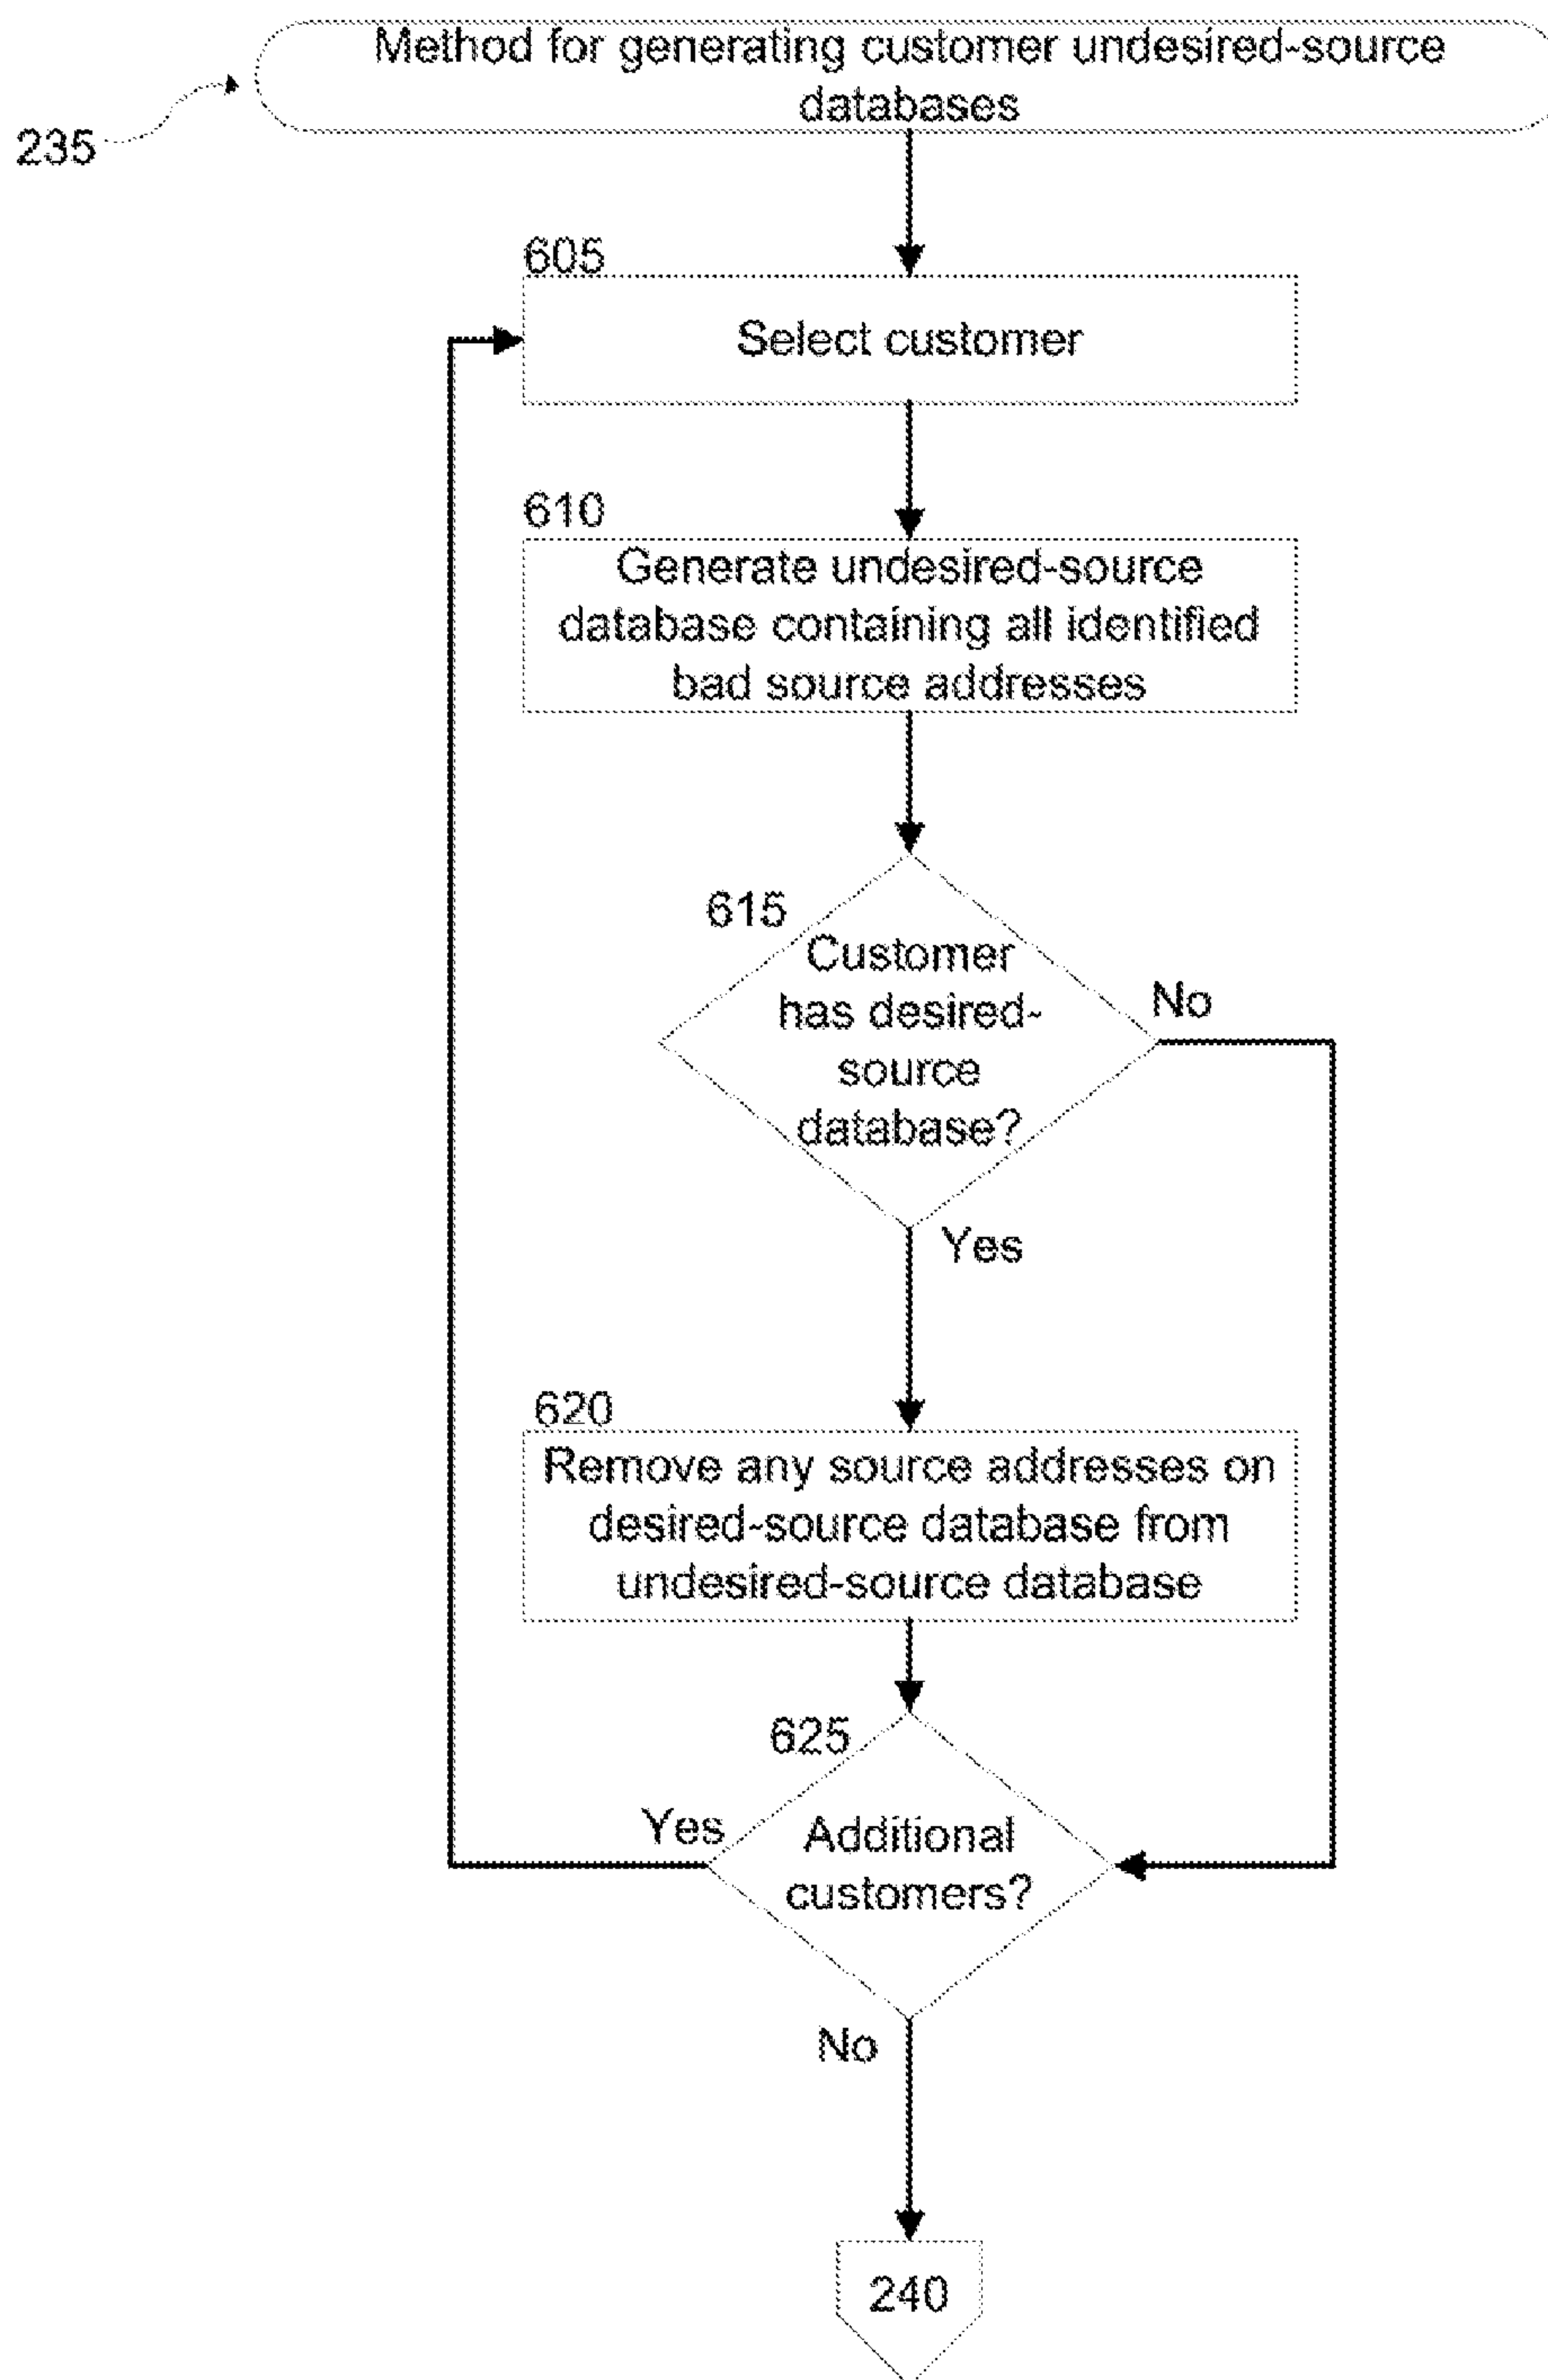 Method for generating customer undesired-source
databases
235
605
Select customer
610
Generate undesired-source
database containing all identified
bad source addresses
615
Customer
has desired-
source
database?
No
Yes
620
Remove any source addresses on
desired-source database from
undesired-source database
625
Yes
Additional
customers?
No
240